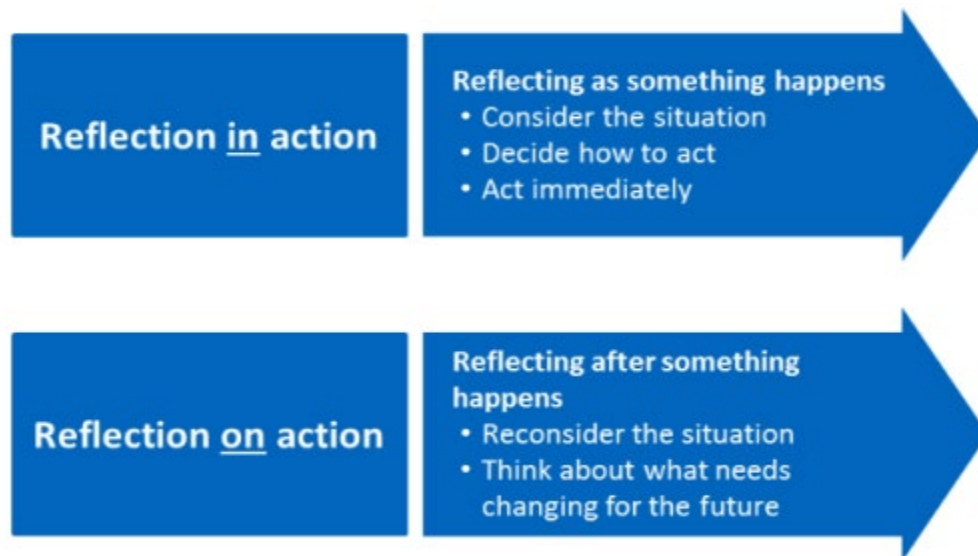 Reflection in action
Reflecting as something happens
• Consider the situation
• Decide how to act
• Act immediately
Reflection on action
Reflecting after something
happens
• Reconsider the situation
• Think about what needs
changing for the future